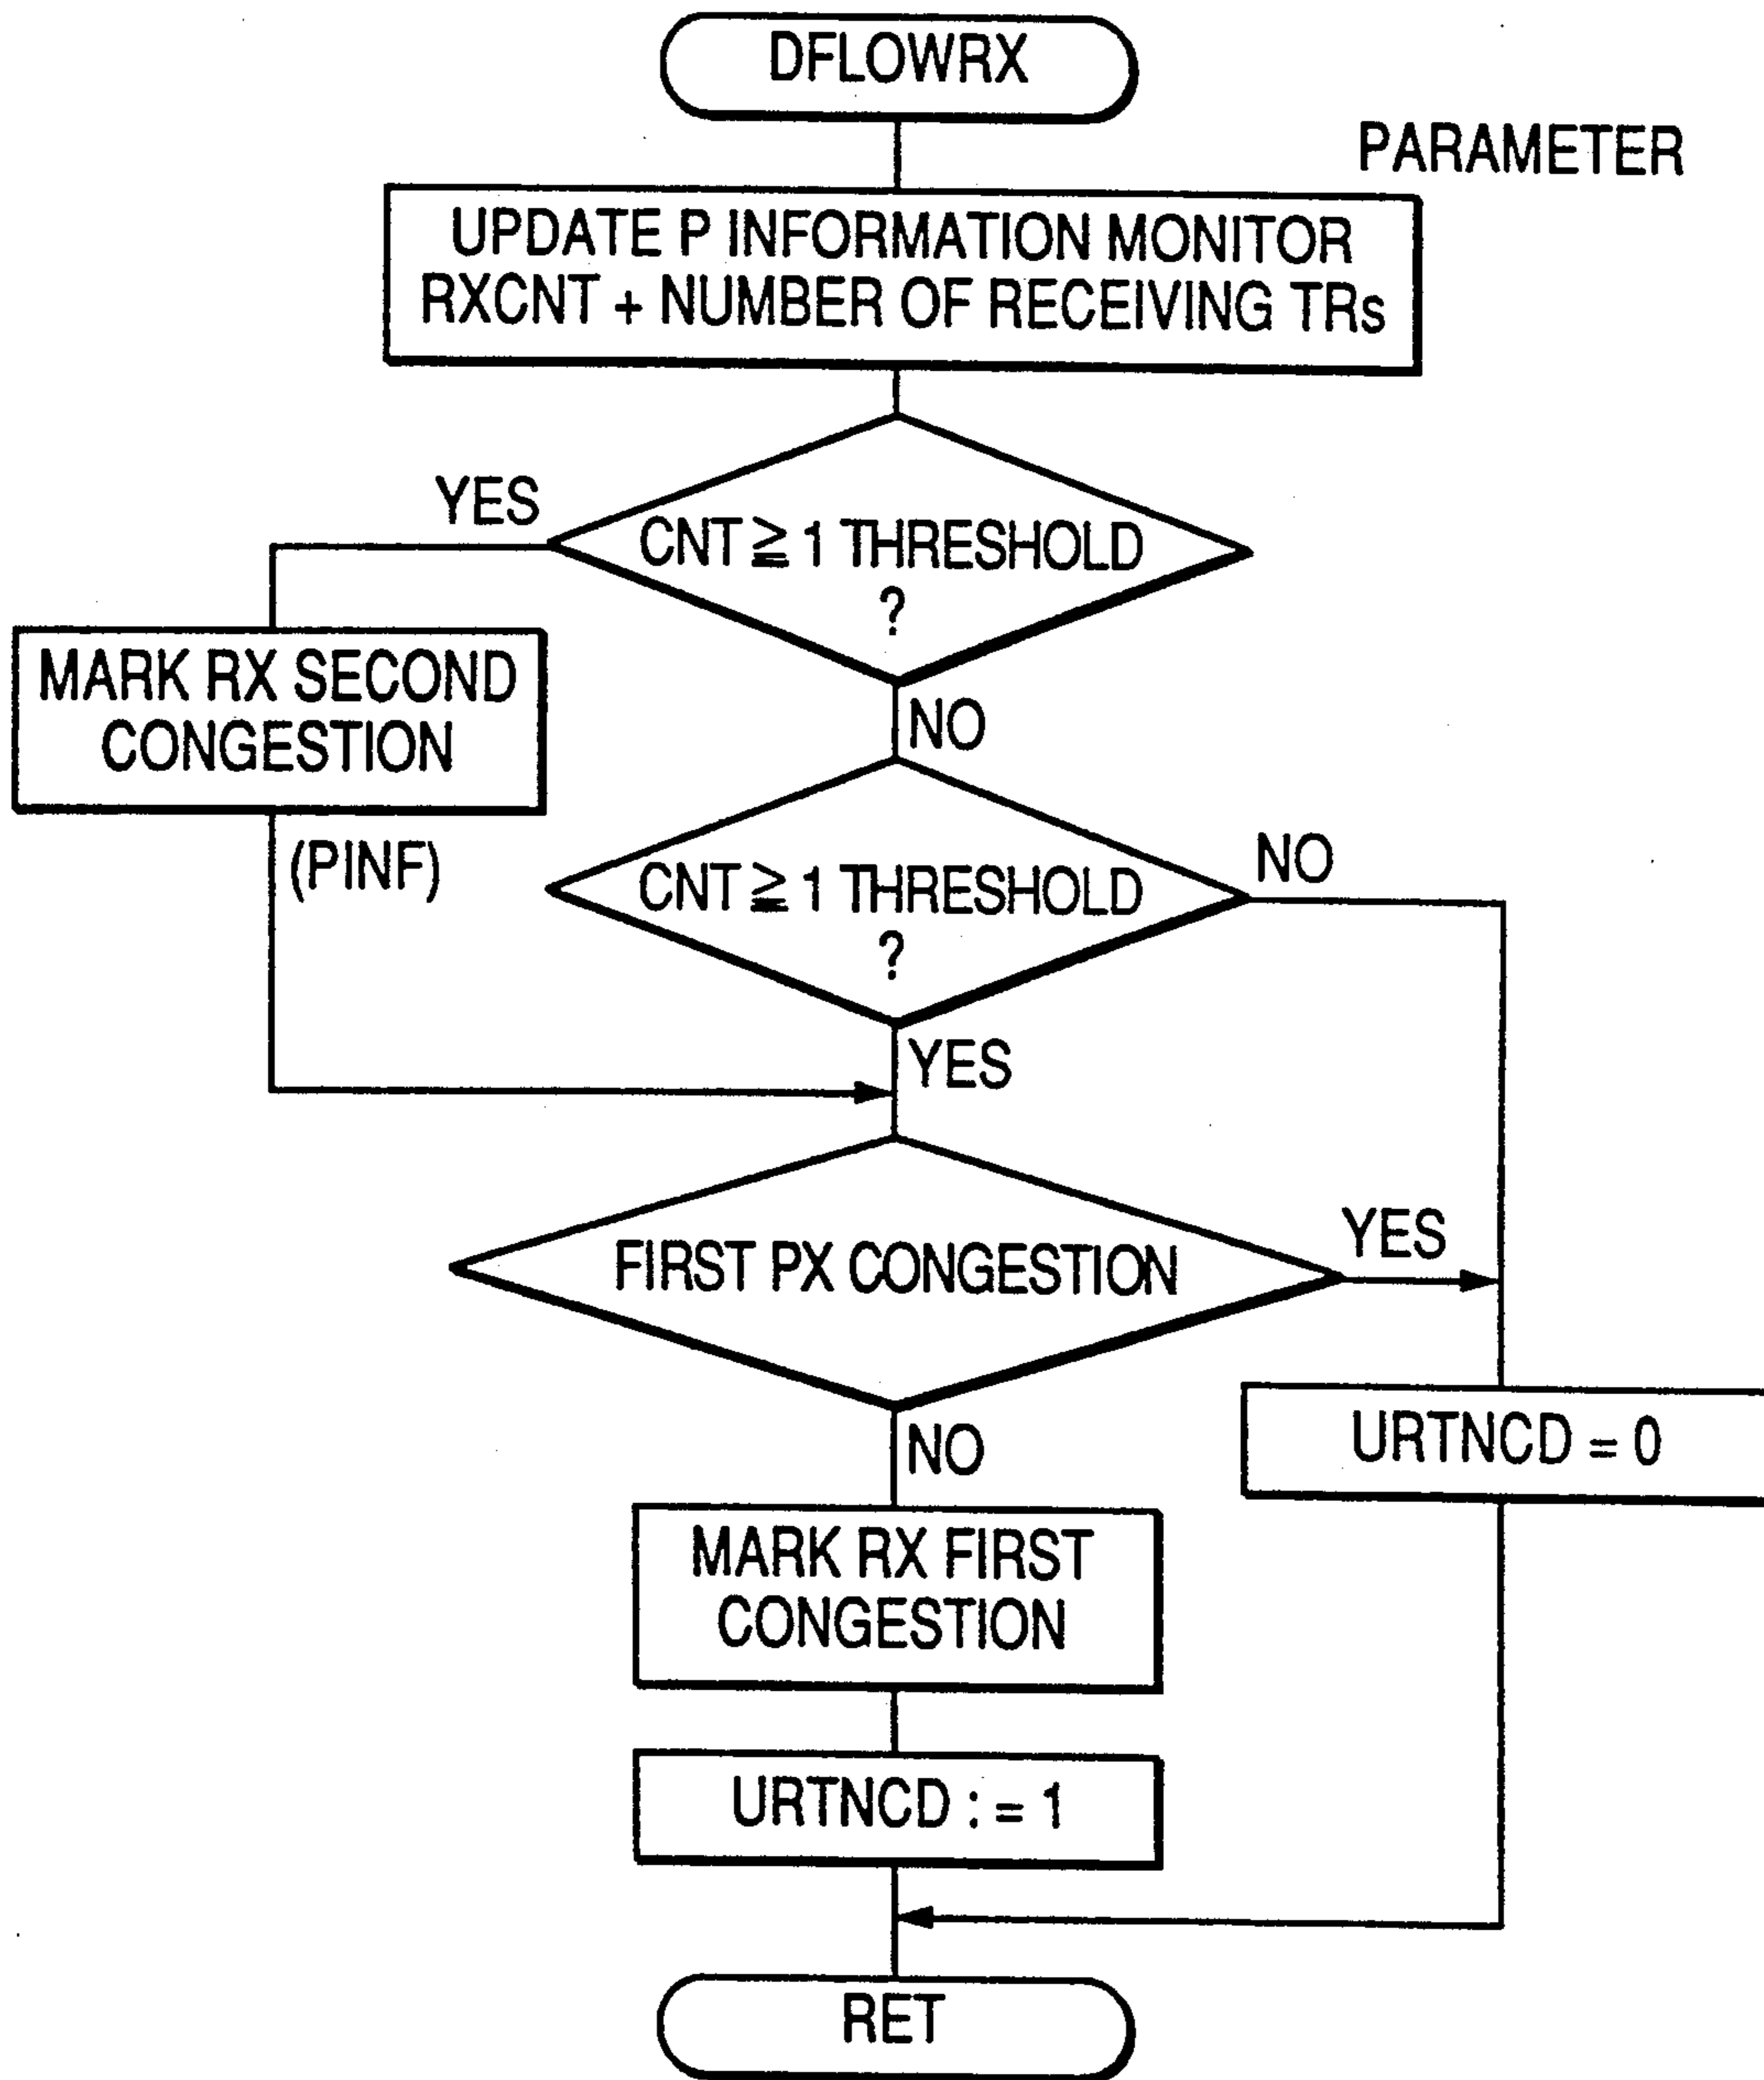 DFLOWRX
PARAMETER
UPDATE P INFORMATION MONITOR
RXCNT + NUMBER OF RECEIVING TRs
YES
CNT ≧ 1 THRESHOLD
?
MARK RX SECOND
CONGESTION
NO
(PINF)
CNT ≧ 1 THRESHOLD
?
NO
YES
FIRST PX CONGESTION
YES
NO
URTNCD = 0
MARK RX FIRST
CONGESTION
URTNCD : = 1
RET